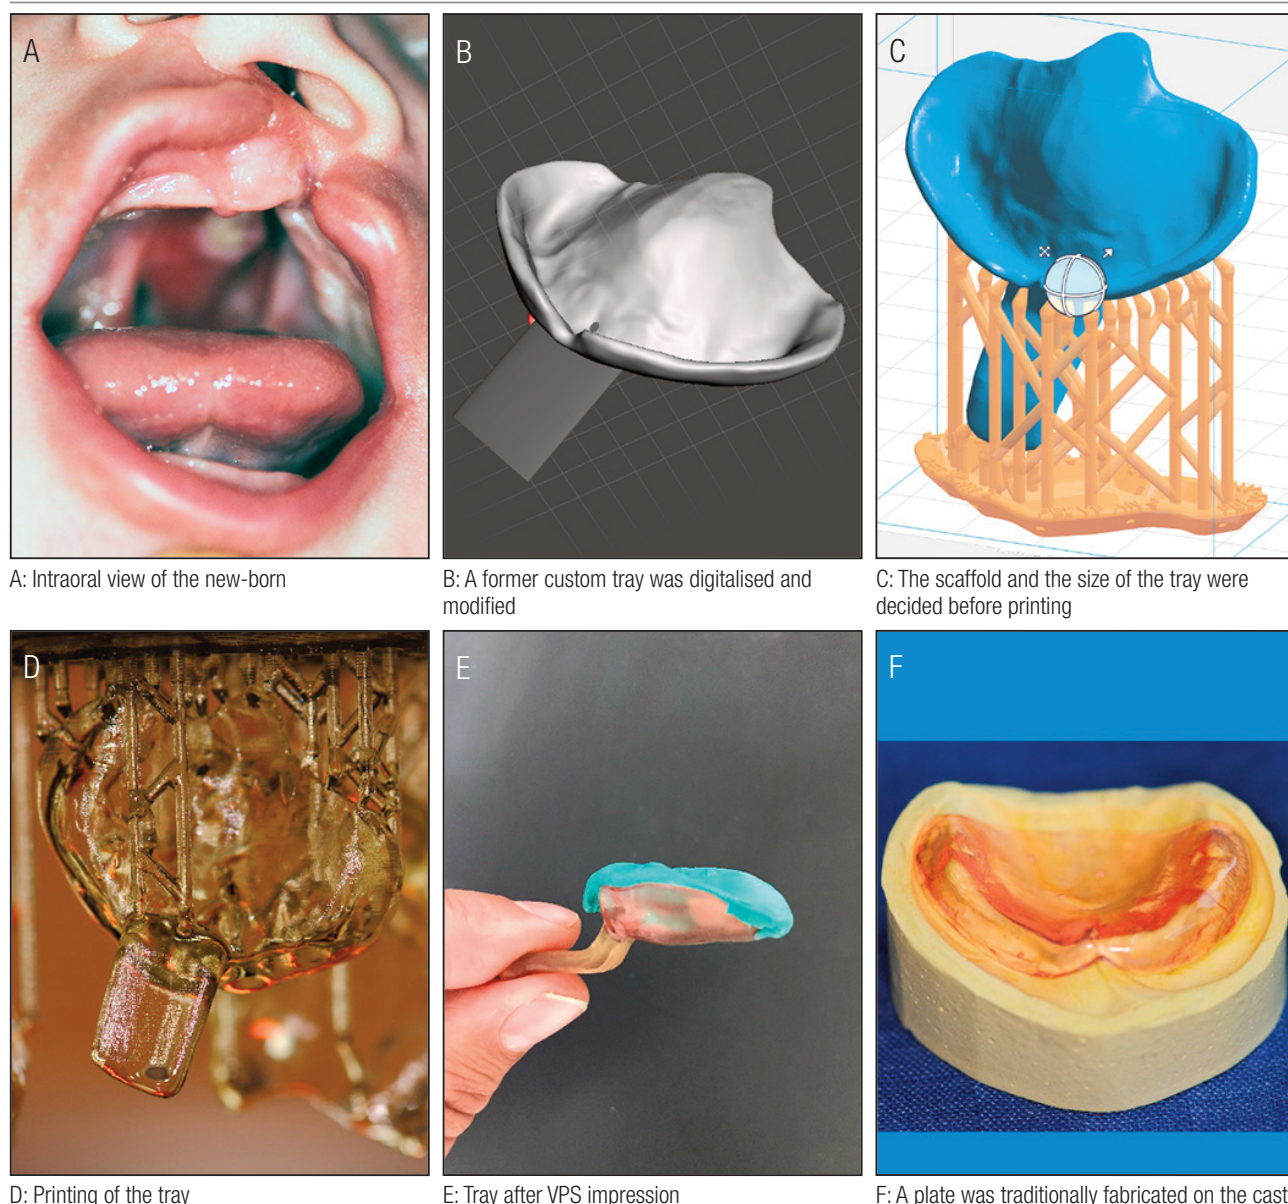 A
B
C
A: Intraoral view of the new-born
B: A former custom tray was digitalised and
modified
C: The scaffold and the size of the tray were
decided before printing
D
E
F
D: Printing of the tray
E: Tray after VPS impression
F: A plate was traditionally fabricated on the cast